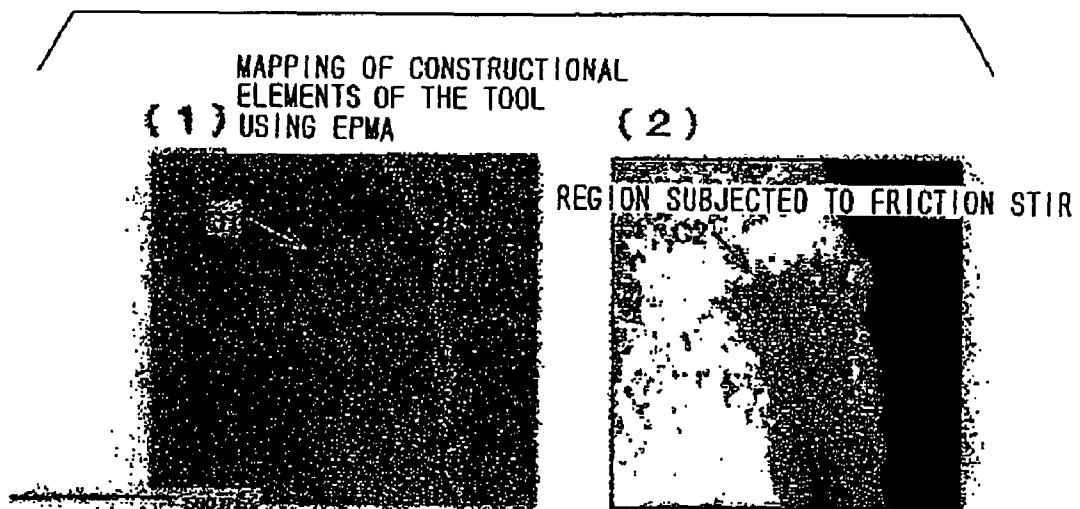 MAPPING OF CONSTRUCTIONAL
ELEMENTS OF THE TOOL
(1) USING EPMA
(2)
REGION SUBJECTED TO FRICTION STIR